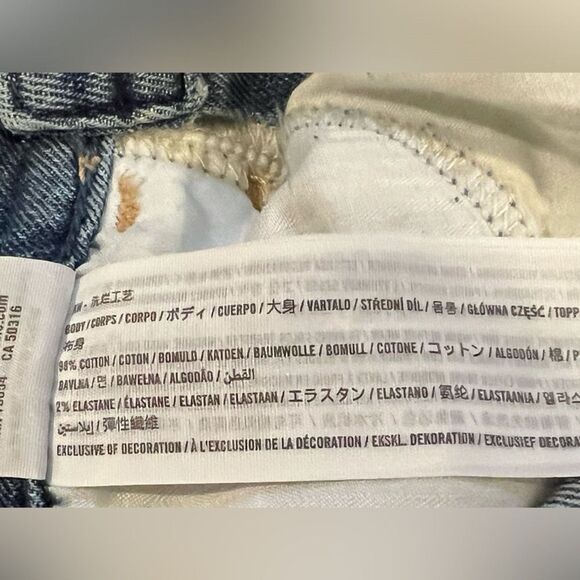 - 洗烂工艺
BODY / CORPS / CORPO / ボディ / CUERPO / 大身 / VARTALO / STŘEDNÍ DÍL / 몸통 / GŁÓWNA CZĘŚĆ / TOPP
布身
98% COTTON / COTON / BOMULD / KATOEN / BAUMWOLLE / BOMULL / COTONE / コットン / ALGODÓN / 棉 / P
BAVLNA / 면 / BAWEŁNA / ALGODÃO / القطن
2% ELASTANE / ÉLASTANE / ELASTAN / ELASTAAN / エラスタン / ELASTANO / 氨纶 / ELASTAANIA / 엘라스
إيلاستين / 彈性纖維
EXCLUSIVE OF DECORATION / À L'EXCLUSION DE LA DÉCORATION / EKSKL. DEKORATION / EXCLUSIEF DECORA
CA 50316